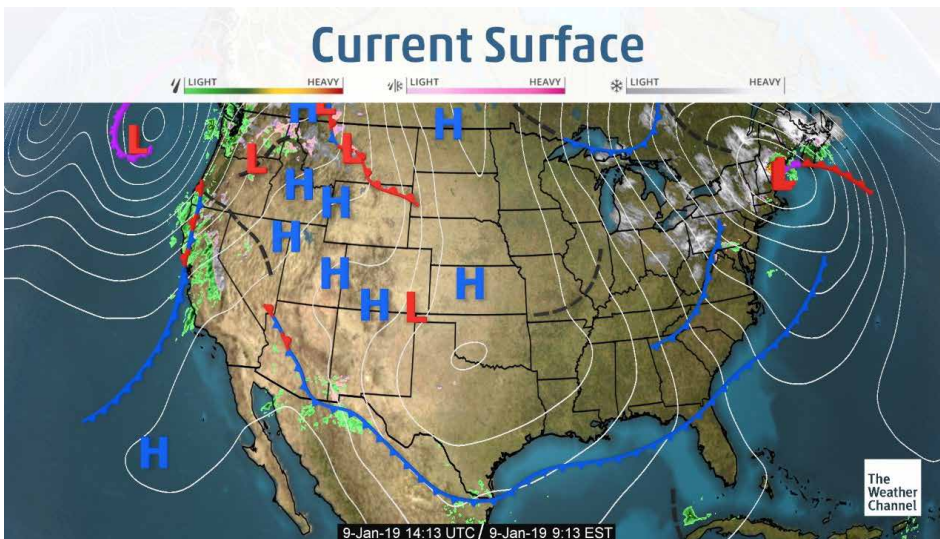 Current Surface
LIGHT HEAVY LIGHT HEAVY LIGHT HEAVY
H L H
L L L L
H
H
H
H H H
L
H
The
Weather
Channel
9-Jan-19 14:13 UTC / 9-Jan-19 9:13 EST